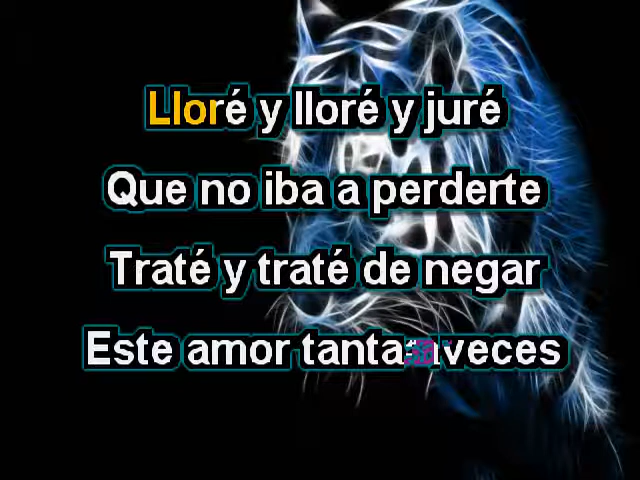 Lloré y lloré y juré
Que no iba a perderte
Traté y traté de negar
Este amor tantas veces